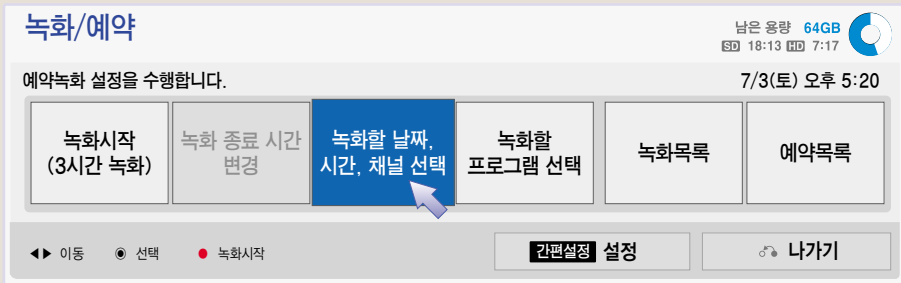 녹화/예약
남은 용량 64GB
SD 18:13 HD 7:17
예약녹화 설정을 수행합니다.
7/3(토) 오후 5:20
녹화시작
(3시간 녹화)
녹화 종료 시간
변경
녹화할 날짜,
시간, 채널 선택
녹화할
프로그램 선택
녹화목록
예약목록
◀▶ 이동 ◉ 선택 ● 녹화시작
간편설정 설정
나가기